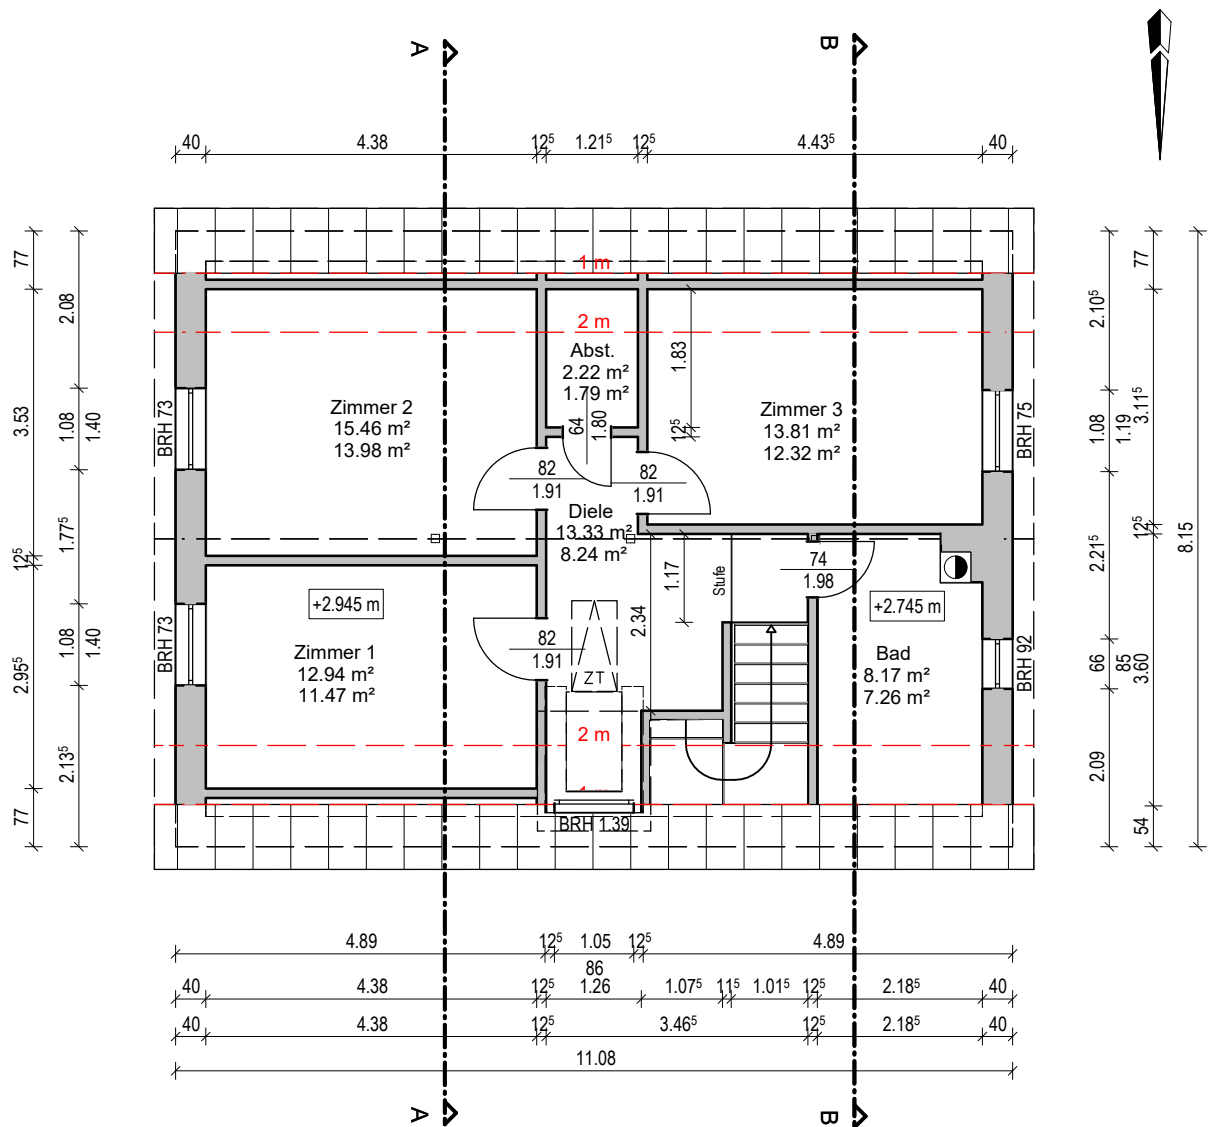 A
B
40
4.38
12⁵
1.21⁵
12⁵
4.43⁵
40
77
3.53
12⁵
2.95⁵
77
2.08
1.08
1.40
1.77⁵
1.08
1.40
2.13⁵
1 m
2 m
Abst.
2.22 m²
1.79 m²
64
1.80
1.83
12⁵
Zimmer 2
15.46 m²
13.98 m²
BRH 73
Zimmer 3
13.81 m²
12.32 m²
BRH 75
82
1.91
82
1.91
Diele
13.33 m²
8.24 m²
1.17
Stufe
74
1.98
2.34
+2.945 m
+2.745 m
Zimmer 1
12.94 m²
11.47 m²
BRH 73
82
1.91
ZT
Bad
8.17 m²
7.26 m²
BRH 92
2 m
BRH 1.39
2.10⁵
1.08
1.19
2.21⁵
66
85
2.09
77
3.11⁵
12⁵
3.60
54
8.15
4.89
12⁵
1.05
12⁵
4.89
86
40
4.38
12⁵
1.26
1.07⁵
11⁵
1.01⁵
12⁵
2.18⁵
40
40
4.38
12⁵
3.46⁵
12⁵
2.18⁵
40
11.08
A
B